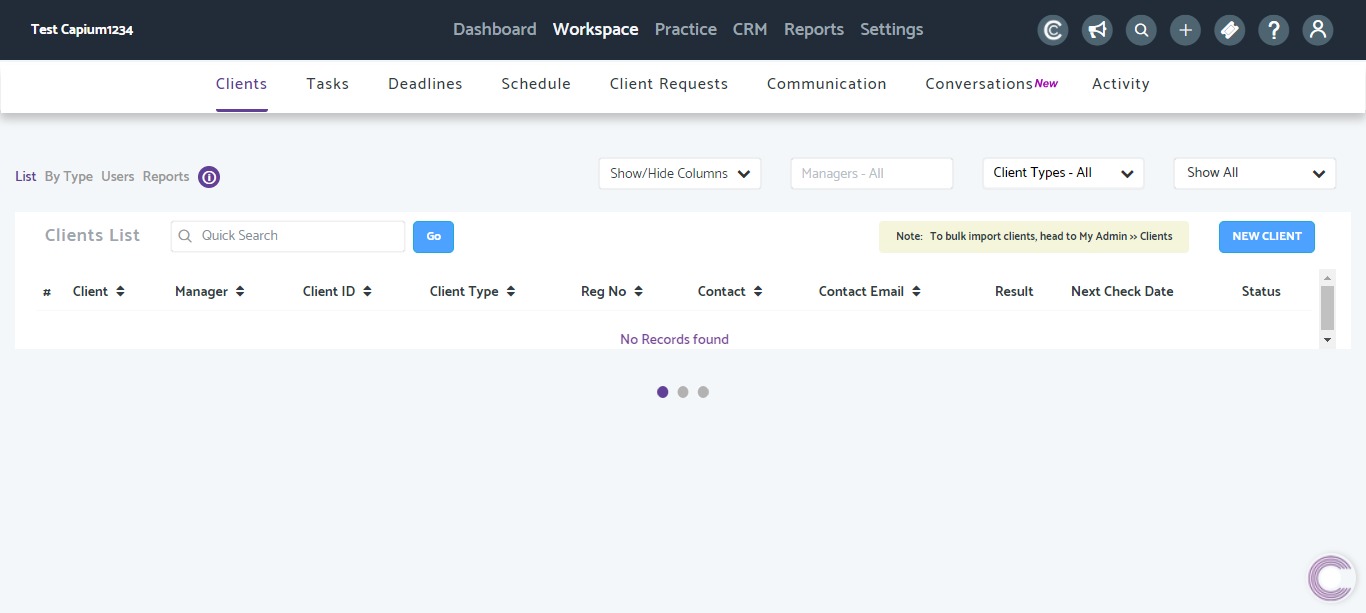 Test Capium1234
Dashboard Workspace Practice CRM Reports Settings
Clients Tasks Deadlines Schedule Client Requests Communication Conversations New Activity
List By Type Users Reports
Show/Hide Columns Managers - All Client Types - All Show All
Clients List Quick Search Go Note: To bulk import clients, head to My Admin >> Clients NEW CLIENT
# Client Manager Client ID Client Type Reg No Contact Contact Email Result Next Check Date Status
No Records found